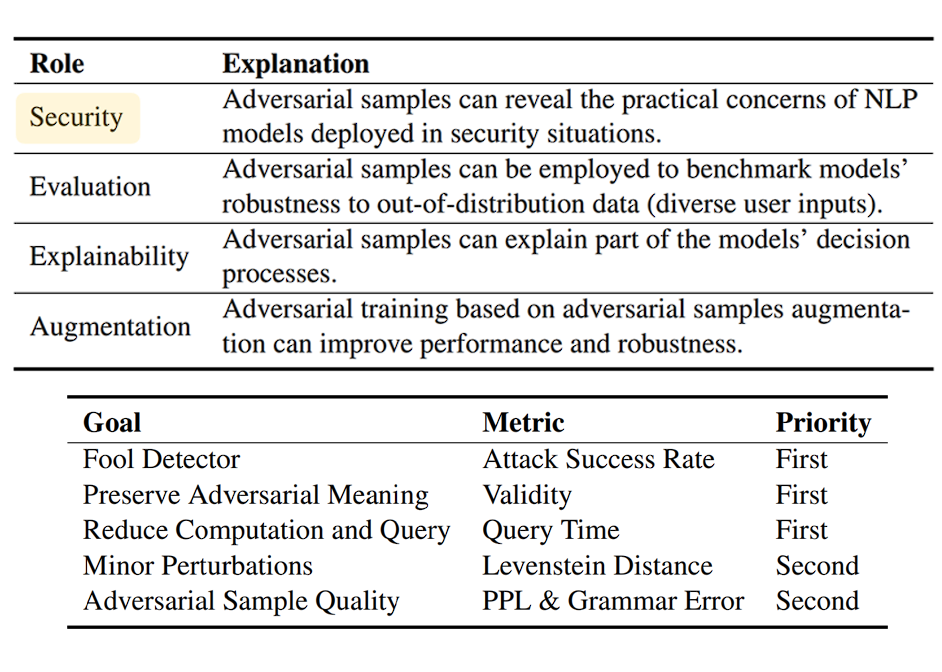 Role Explanation
Security Adversarial samples can reveal the practical concerns of NLP
models deployed in security situations.
Evaluation Adversarial samples can be employed to benchmark models’
robustness to out-of-distribution data (diverse user inputs).
Explainability Adversarial samples can explain part of the models’ decision
processes.
Augmentation Adversarial training based on adversarial samples augmenta-
tion can improve performance and robustness.
Goal Metric Priority
Fool Detector Attack Success Rate First
Preserve Adversarial Meaning Validity First
Reduce Computation and Query Query Time First
Minor Perturbations Levenstein Distance Second
Adversarial Sample Quality PPL & Grammar Error Second